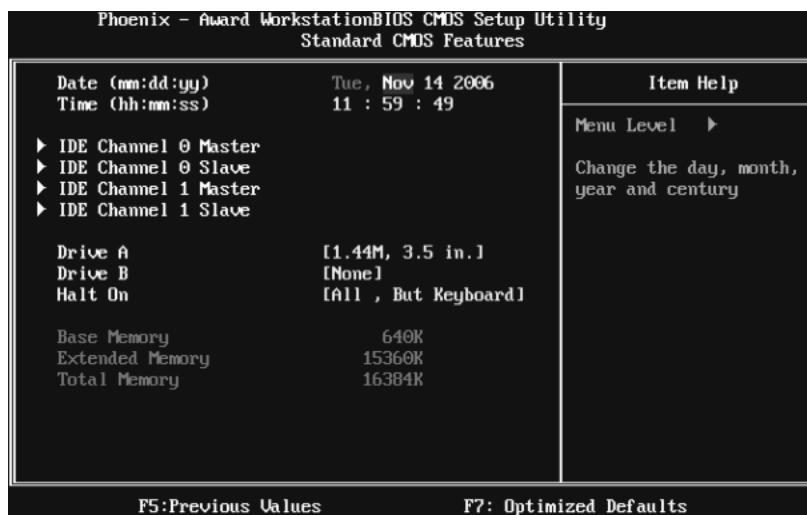 Phoenix - Award WorkstationBIOS CMOS Setup Utility
Standard CMOS Features
Date (mm:dd:yy) Tue, Nov 14 2006
Time (hh:mm:ss) 11 : 59 : 49
IDE Channel 0 Master
IDE Channel 0 Slave
IDE Channel 1 Master
IDE Channel 1 Slave
Drive A [1.44M, 3.5 in.]
Drive B [None]
Halt On [All , But Keyboard]
Base Memory 640K
Extended Memory 15360K
Total Memory 16384K
Item Help
Menu Level
Change the day, month,
year and century
F5:Previous Values F7: Optimized Defaults